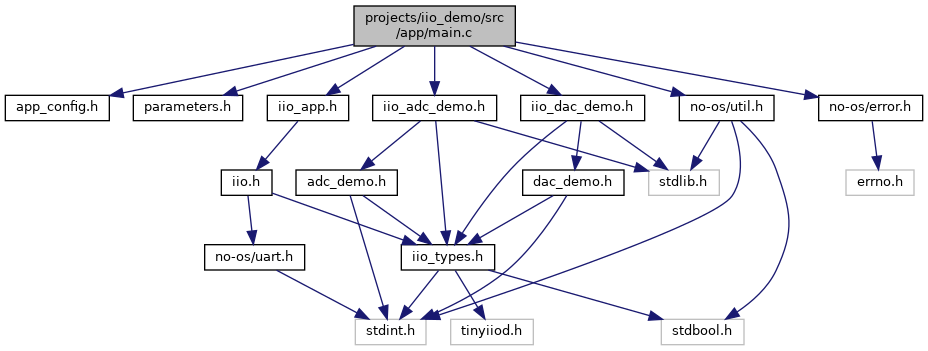 projects/iio_demo/src
/app/main.c
app_config.h
parameters.h
iio_app.h
iio_adc_demo.h
iio_dac_demo.h
no-os/util.h
no-os/error.h
iio.h
adc_demo.h
dac_demo.h
stdlib.h
errno.h
no-os/uart.h
iio_types.h
stdint.h
tinyiiod.h
stdbool.h